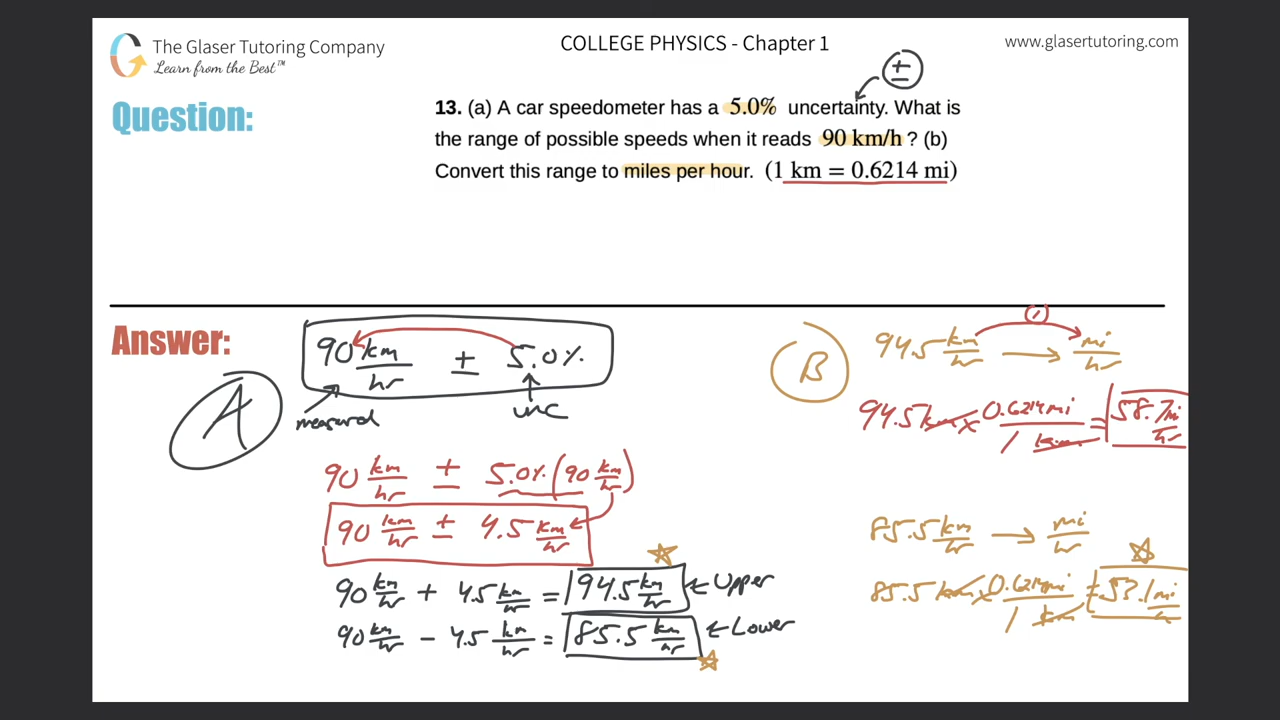 The Glaser Tutoring Company
Learn from the Best™
COLLEGE PHYSICS - Chapter 1
www.glasertutoring.com
±
Question:
13. (a) A car speedometer has a 5.0% uncertainty. What is
the range of possible speeds when it reads 90 km/h ? (b)
Convert this range to miles per hour. (1 km = 0.6214 mi)
Answer:
A
90 km/hr ± 5.0%
measured
unc
90 km/hr ± 5.0% (90 km/hr)
90 km/hr ± 4.5 km/hr
90 km/hr + 4.5 km/hr = 94.5 km/hr ← Upper
90 km/hr - 4.5 km/hr = 85.5 km/hr ← Lower
B
94.5 km/hr → mi/hr
94.5 km x 0.6214 mi / 1 km = 58.7 mi/hr
85.5 km/hr → mi/hr
85.5 km x 0.6214 mi / 1 km = 53.1 mi/hr